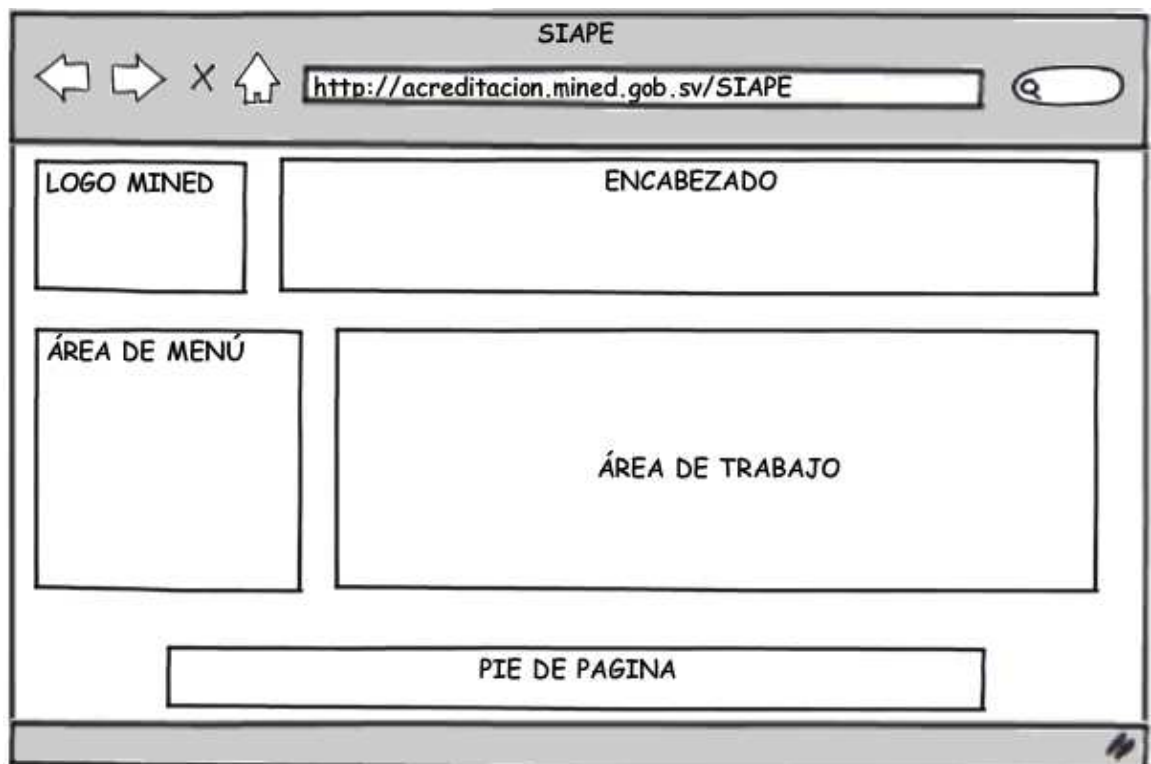 SIAPE
http://acreditacion.mined.gob.sv/SIAPE
LOGO MINED
ENCABEZADO
ÁREA DE MENÚ
ÁREA DE TRABAJO
PIE DE PAGINA